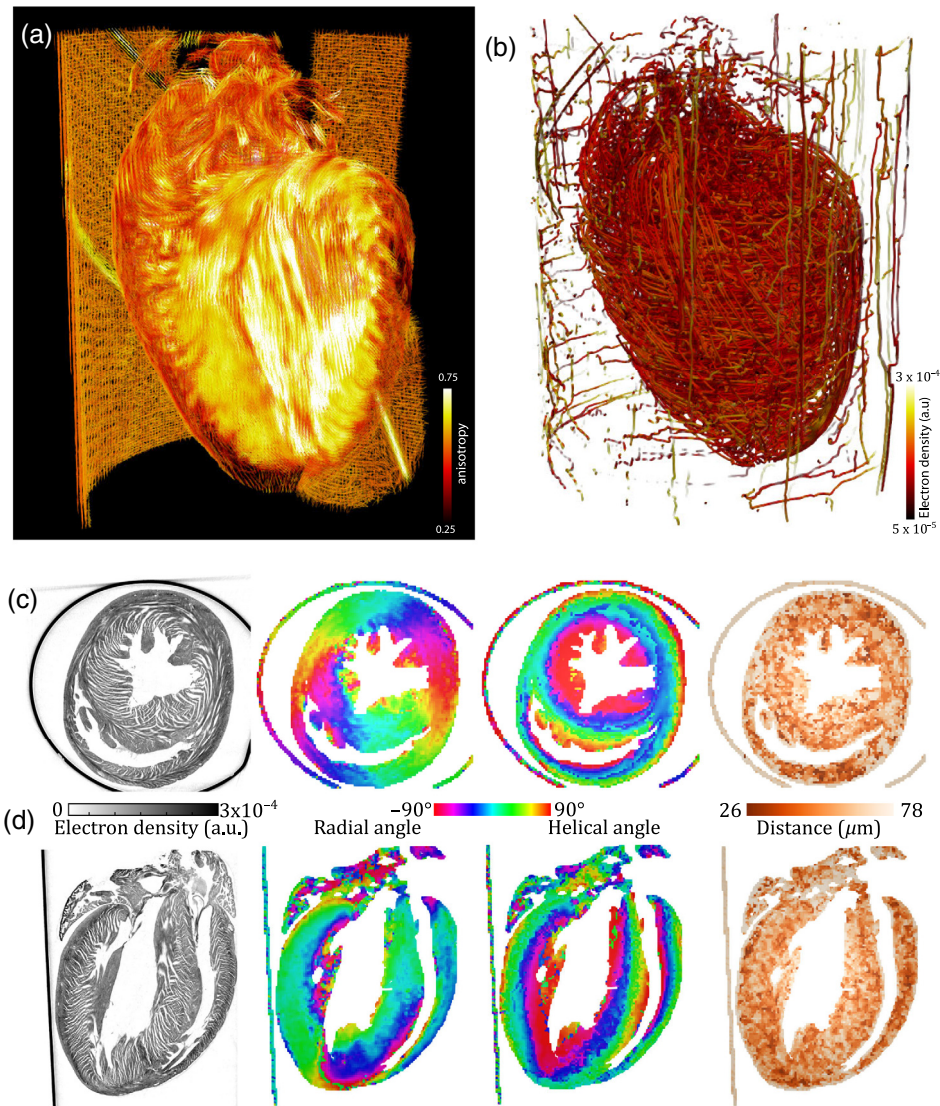 (a)
(b)
0.75
anisotropy
0.25
3 x 10⁻⁴
Electron density (a.u)
5 x 10⁻⁵
(c)
0 3x10⁻⁴
Electron density (a.u.)
−90° 90°
Radial angle Helical angle
26 78
Distance (μm)
(d)